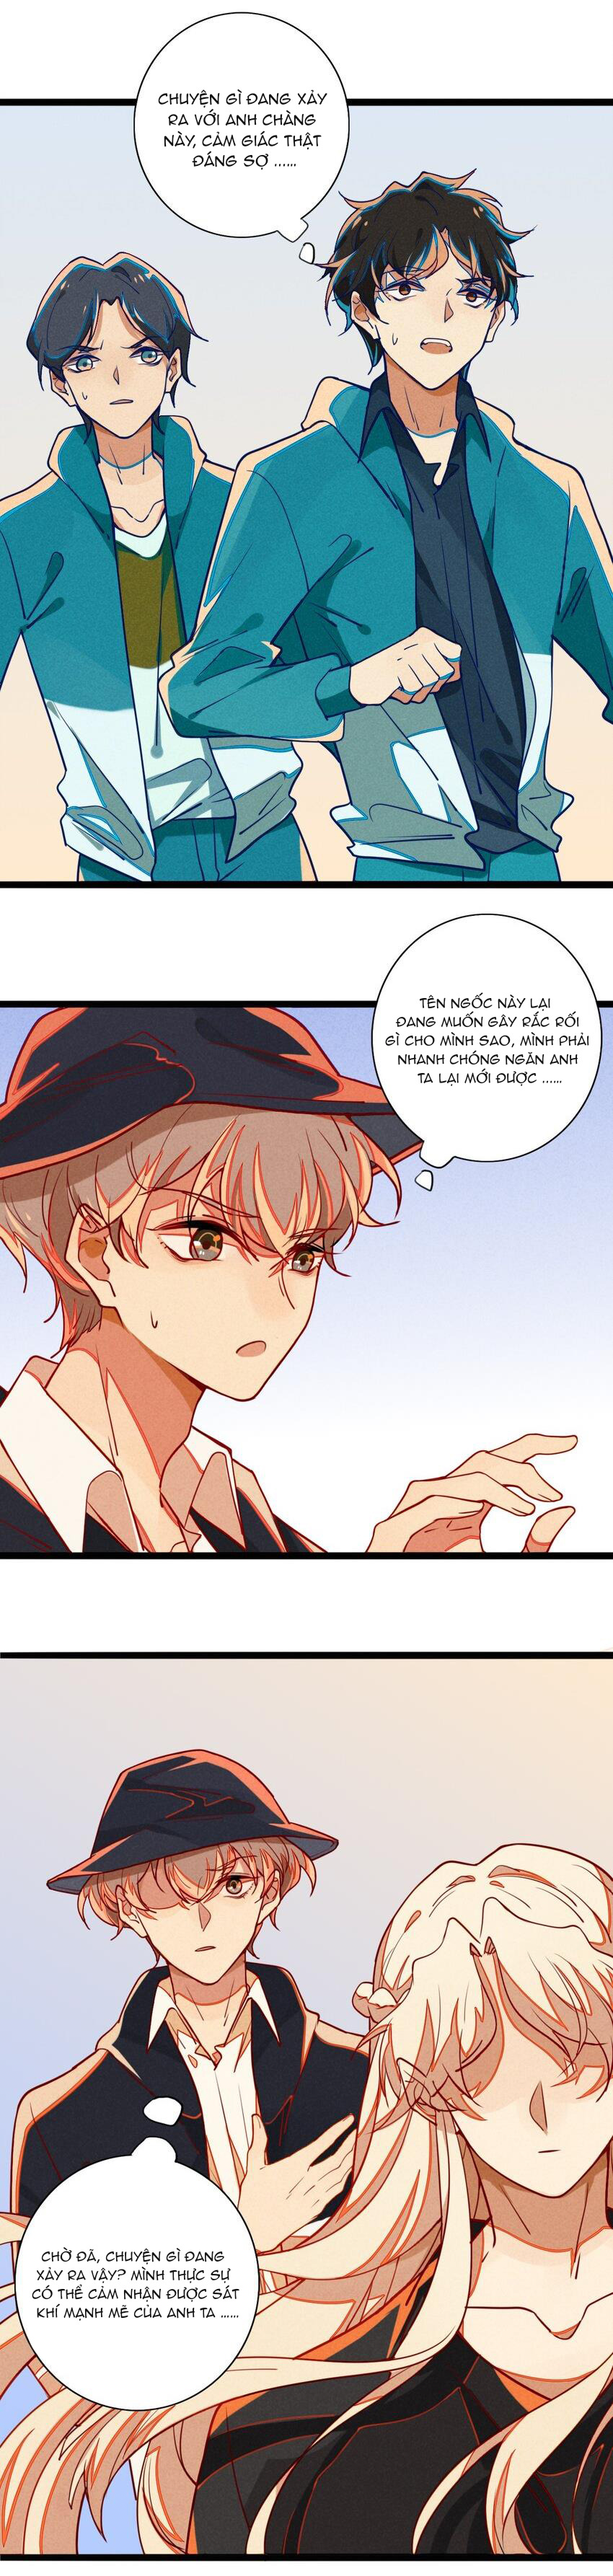 CHUYỆN GÌ ĐANG XẢY
RA VỚI ANH CHÀNG
NÀY, CẢM GIÁC THẬT
ĐÁNG SỢ ......
TÊN NGỐC NÀY LẠI
ĐANG MUỐN GÂY RẮC RỐI
GÌ CHO MÌNH SAO, MÌNH PHẢI
NHANH CHÓNG NGĂN ANH
TA LẠI MỚI ĐƯỢC ......
CHỜ ĐÃ, CHUYỆN GÌ ĐANG
XẢY RA VẬY? MÌNH THỰC SỰ
CÓ THỂ CẢM NHẬN ĐƯỢC SÁT
KHÍ MẠNH MẼ CỦA ANH TA ......